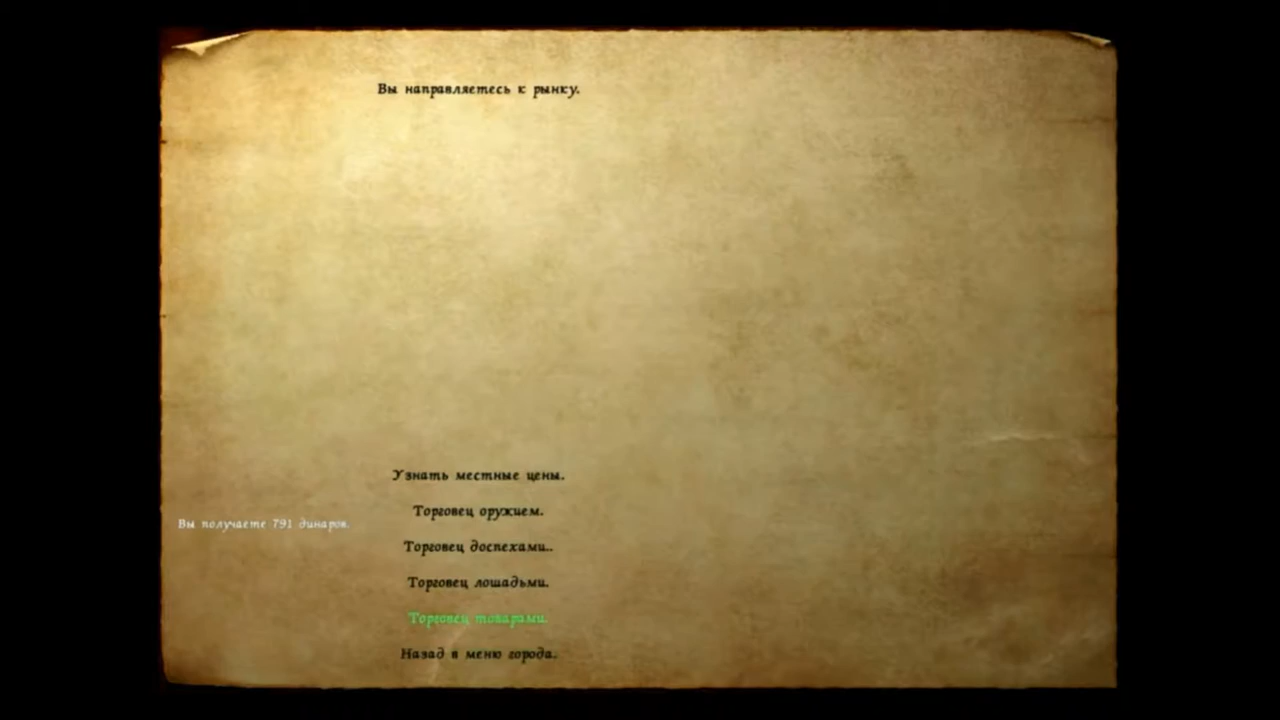 Вы направляетесь к рынку.
Узнать местные цены.
Торговец оружием.
Вы получаете 791 динаров.
Торговец доспехами..
Торговец лошадьми.
Торговец товарами.
Назад в меню города.